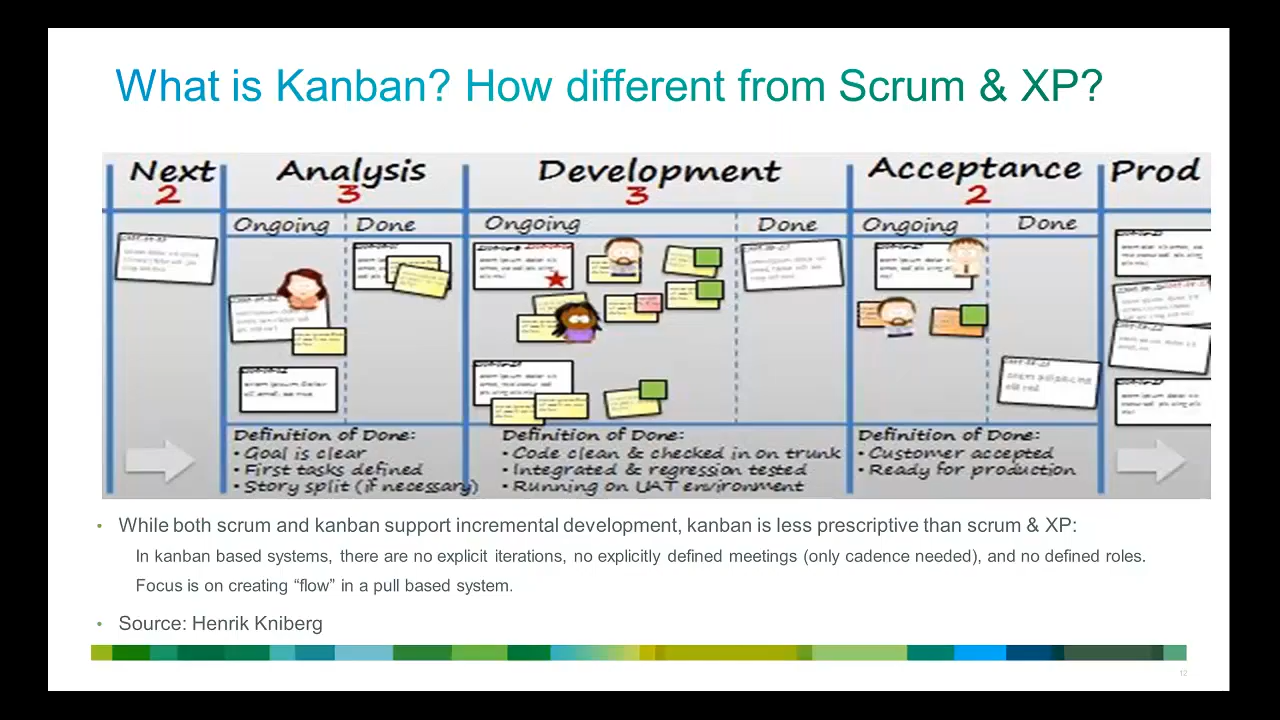 What is Kanban? How different from Scrum & XP?
Next
2
Analysis
3
Development
3
Acceptance
2
Prod
Ongoing
Done
Ongoing
Done
Ongoing
Done
Definition of Done:
• Goal is clear
• First tasks defined
• Story split (if necessary)
Definition of Done:
• Code clean & checked in on trunk
• Integrated & regression tested
• Running on UAT environment
Definition of Done:
• Customer accepted
• Ready for production
• While both scrum and kanban support incremental development, kanban is less prescriptive than scrum & XP:
In kanban based systems, there are no explicit iterations, no explicitly defined meetings (only cadence needed), and no defined roles.
Focus is on creating “flow” in a pull based system.
• Source: Henrik Kniberg
12